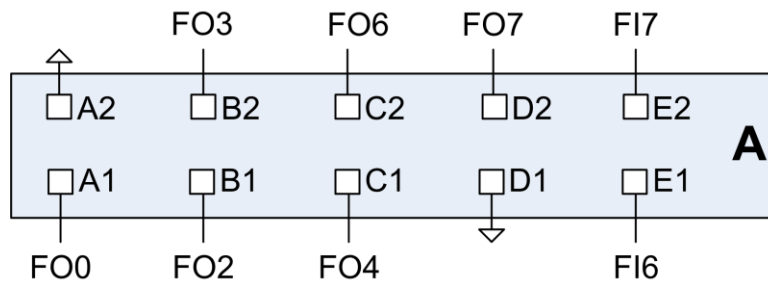 FO3 FO6 FO7 FI7
A2 B2 C2 D2 E2
A
A1 B1 C1 D1 E1
FO0 FO2 FO4 FI6